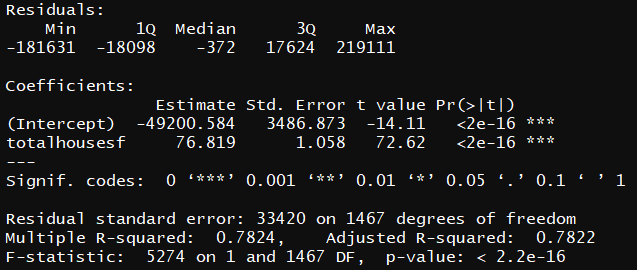 Residuals:
Min 1Q Median 3Q Max
-181631 -18098 -372 17624 219111
Coefficients:
Estimate Std. Error t value Pr(>|t|)
(Intercept) -49200.584 3486.873 -14.11 <2e-16 ***
totalhousesf 76.819 1.058 72.62 <2e-16 ***
---
Signif. codes: 0 ‘***’ 0.001 ‘**’ 0.01 ‘*’ 0.05 ‘.’ 0.1 ‘ ’ 1
Residual standard error: 33420 on 1467 degrees of freedom
Multiple R-squared: 0.7824, Adjusted R-squared: 0.7822
F-statistic: 5274 on 1 and 1467 DF, p-value: < 2.2e-16